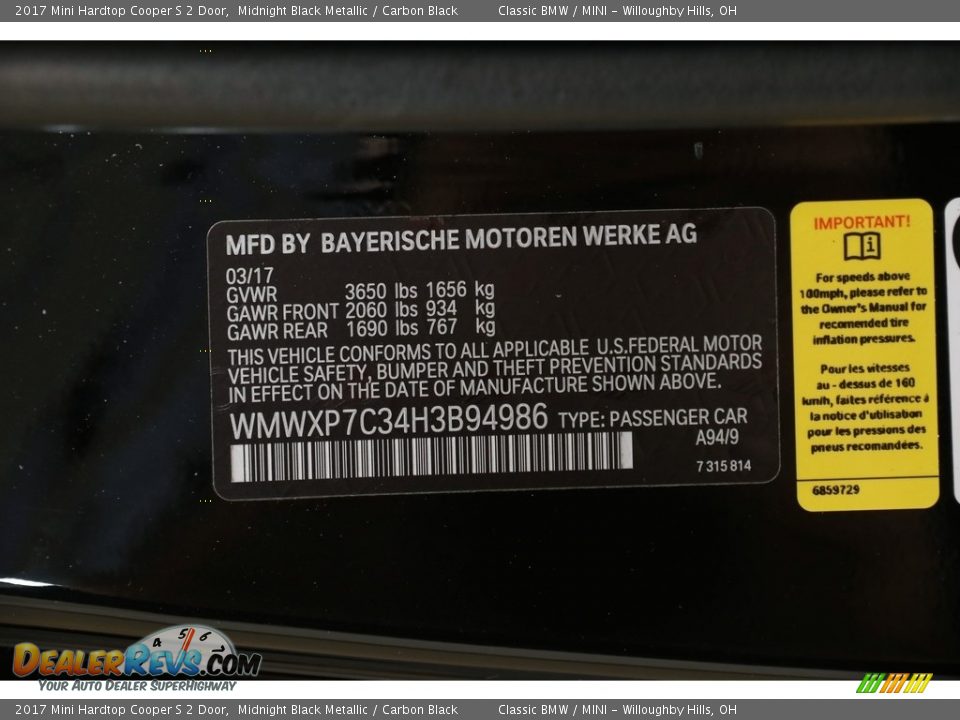 2017 Mini Hardtop Cooper S 2 Door,  Midnight Black Metallic / Carbon Black    Classic BMW / MINI - Willoughby Hills, OH
MFD BY BAYERISCHE MOTOREN WERKE AG
03/17
GVWR 3650 lbs 1656 kg
GAWR FRONT 2060 lbs 934 kg
GAWR REAR 1690 lbs 767 kg
THIS VEHICLE CONFORMS TO ALL APPLICABLE U.S.FEDERAL MOTOR
VEHICLE SAFETY, BUMPER AND THEFT PREVENTION STANDARDS
IN EFFECT ON THE DATE OF MANUFACTURE SHOWN ABOVE.
WMWXP7C34H3B94986 TYPE: PASSENGER CAR
A94/9
7 315 814
IMPORTANT!
For speeds above
100mph, please refer to
the Owner's Manual for
recomended tire
inflation pressures.
Pour les vitesses
au - dessus de 160
km/h, faites référence à
la notice d'utilisation
pour les pressions des
pneus recomandées.
6859729
4 5 6
DEALERREVS.COM
YOUR AUTO DEALER SUPERHIGHWAY
2017 Mini Hardtop Cooper S 2 Door,  Midnight Black Metallic / Carbon Black    Classic BMW / MINI - Willoughby Hills, OH